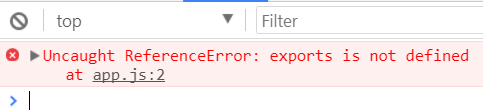 top Filter
Uncaught ReferenceError: exports is not defined
at app.js:2